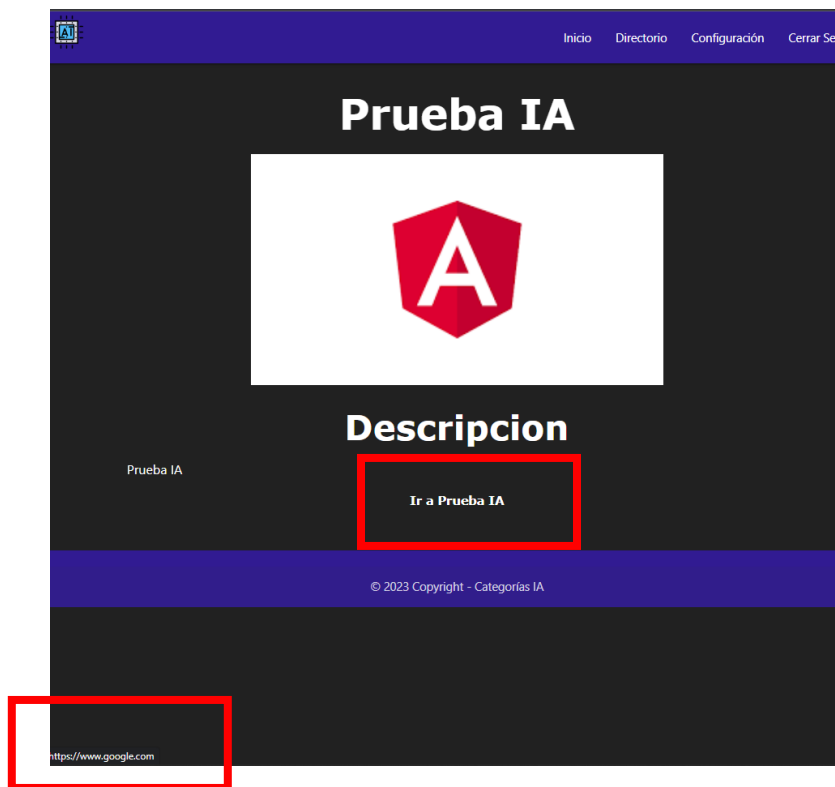 AI
Inicio Directorio Configuración Cerrar Se
Prueba IA
A
Descripcion
Prueba IA
Ir a Prueba IA
© 2023 Copyright - Categorías IA
https://www.google.com